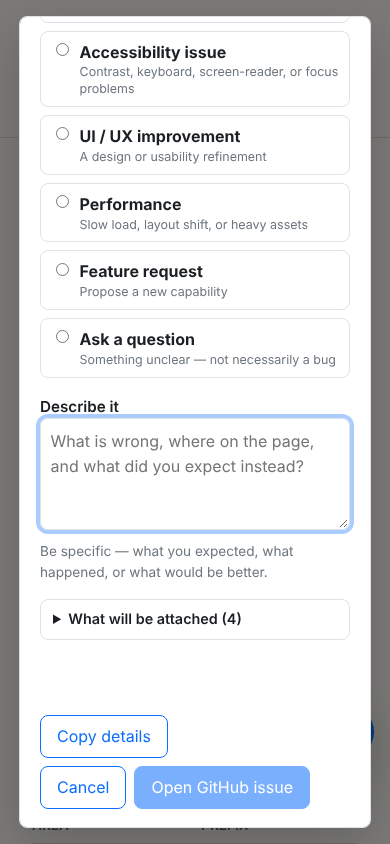 Accessibility issue
Contrast, keyboard, screen-reader, or focus
problems
UI / UX improvement
A design or usability refinement
Performance
Slow load, layout shift, or heavy assets
Feature request
Propose a new capability
Ask a question
Something unclear — not necessarily a bug
Describe it
What is wrong, where on the page,
and what did you expect instead?
Be specific — what you expected, what
happened, or what would be better.
What will be attached (4)
Copy details
Cancel
Open GitHub issue